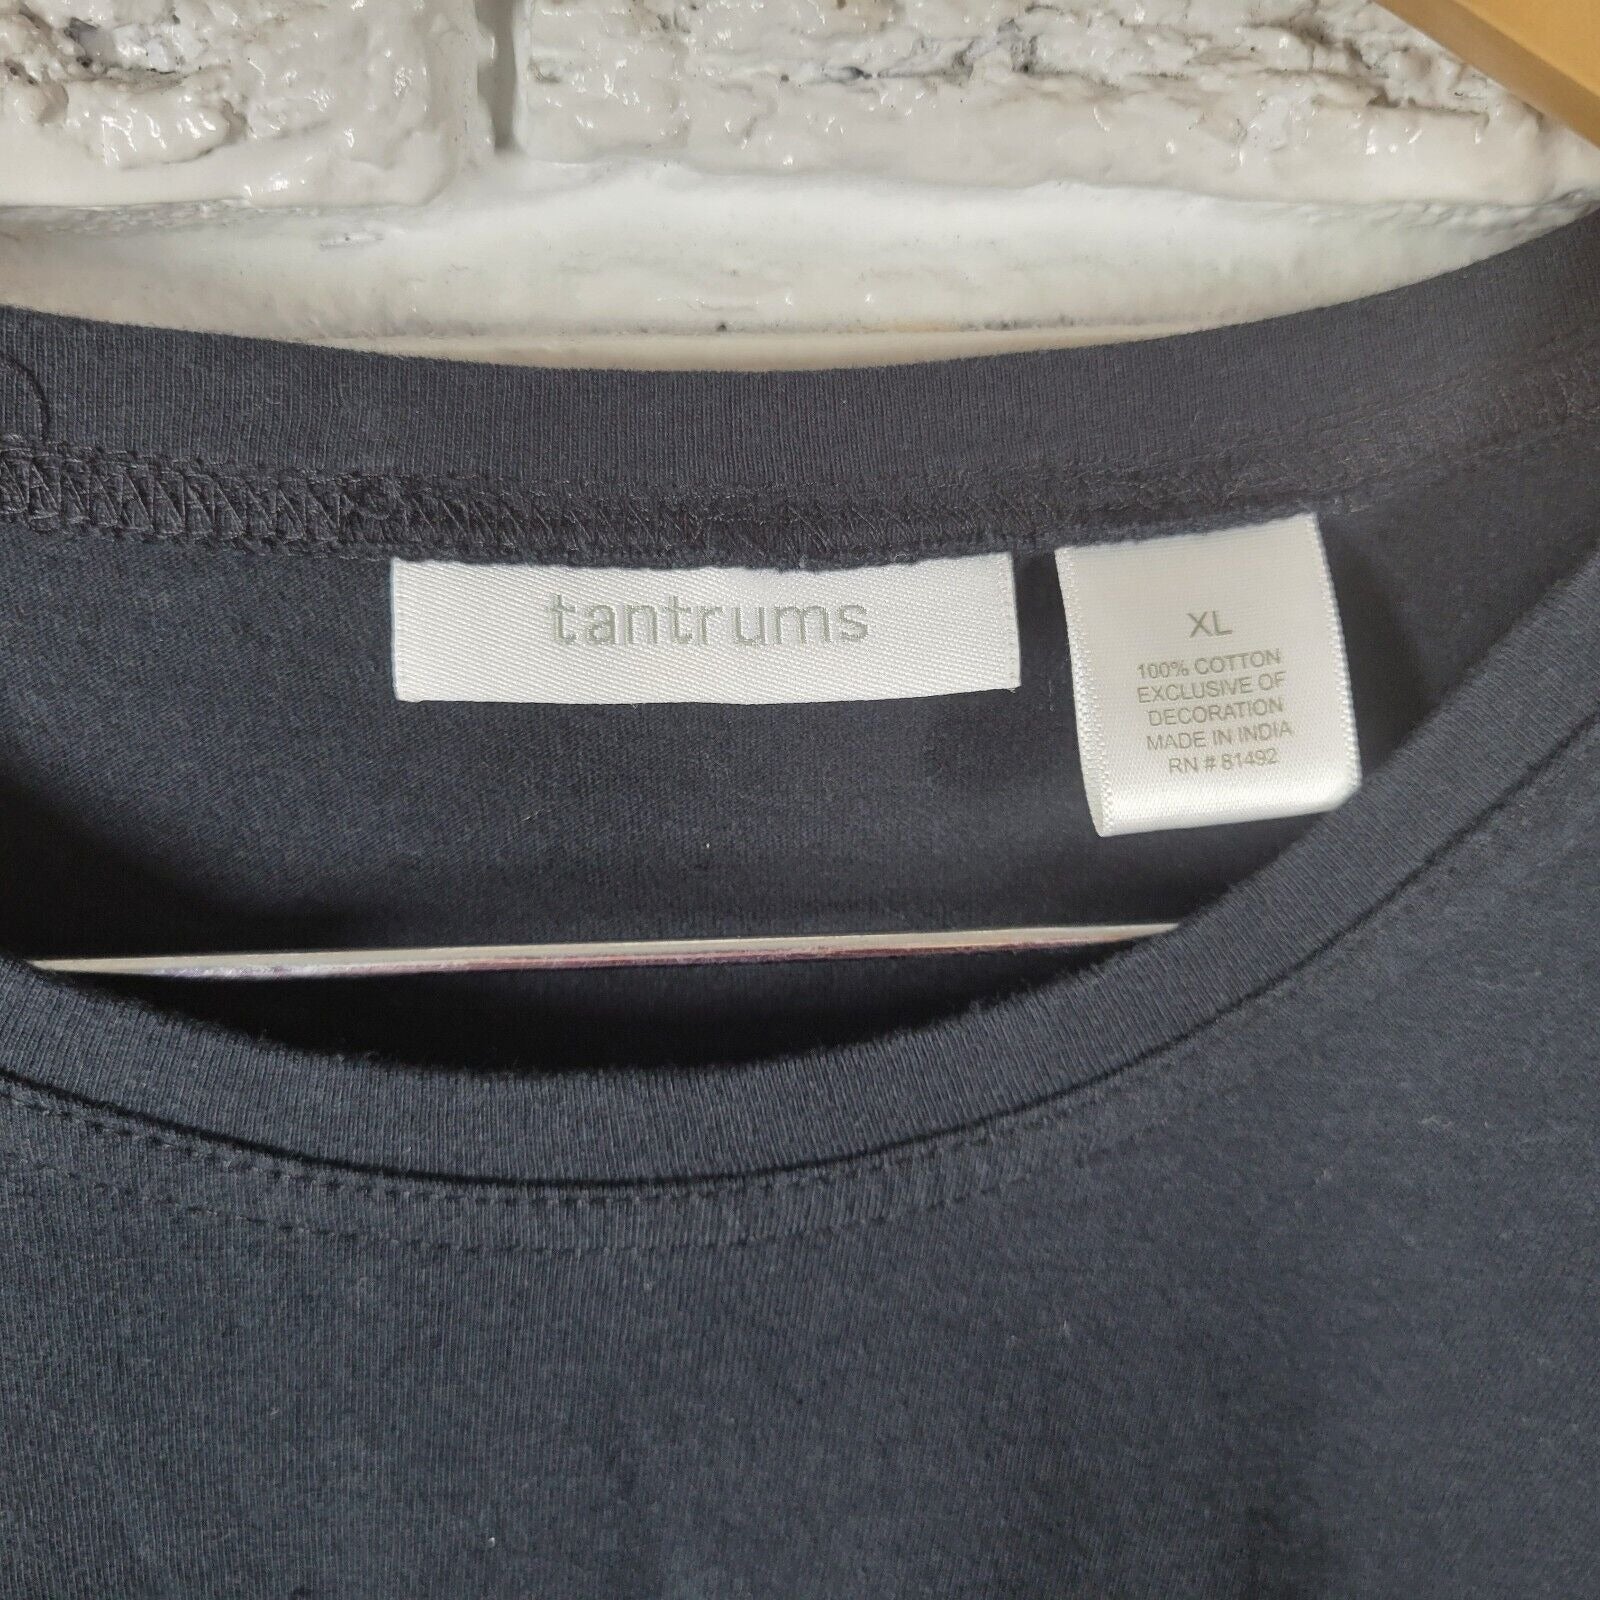 tantrums
XL
100% COTTON
EXCLUSIVE OF
DECORATION
MADE IN INDIA
RN # 81492